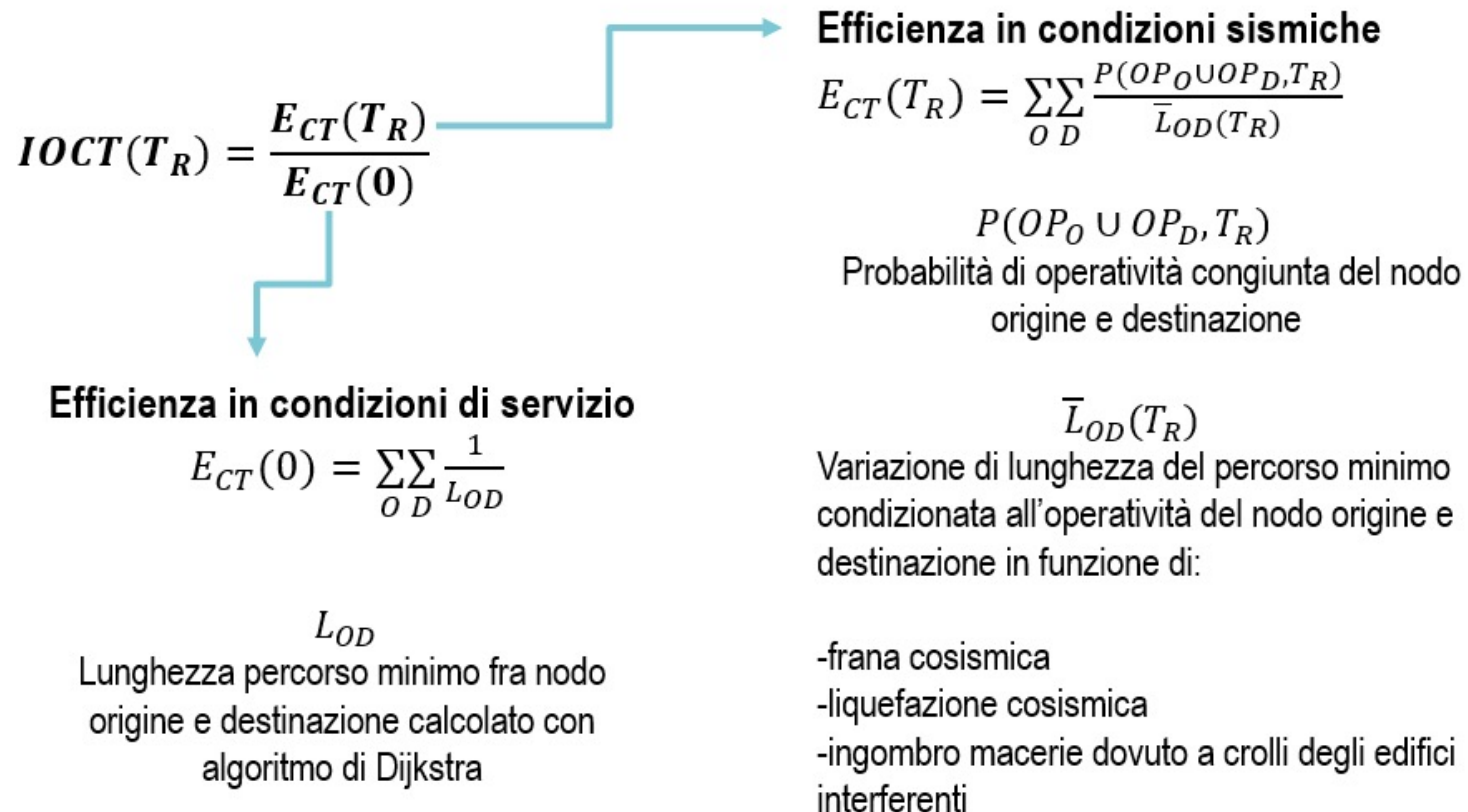 IOCT(T_R) = E_CT(T_R) / E_CT(0)
Efficienza in condizioni sismiche
E_CT(T_R) = ∑_O ∑_D P(OP_O∪OP_D,T_R) / L̅_OD(T_R)
P(OP_O ∪ OP_D, T_R)
Probabilità di operatività congiunta del nodo
origine e destinazione
L̅_OD(T_R)
Variazione di lunghezza del percorso minimo
condizionata all'operatività del nodo origine e
destinazione in funzione di:
-frana cosismica
-liquefazione cosismica
-ingombro macerie dovuto a crolli degli edifici
interferenti
Efficienza in condizioni di servizio
E_CT(0) = ∑_O ∑_D 1 / L_OD
L_OD
Lunghezza percorso minimo fra nodo
origine e destinazione calcolato con
algoritmo di Dijkstra